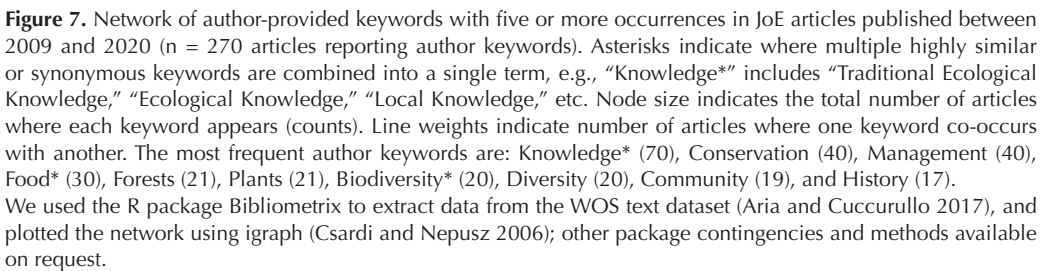 Figure 7. Network of author-provided keywords with five or more occurrences in JoE articles published between
2009 and 2020 (n = 270 articles reporting author keywords). Asterisks indicate where multiple highly similar
or synonymous keywords are combined into a single term, e.g., “Knowledge*” includes “Traditional Ecological
Knowledge,” “Ecological Knowledge,” “Local Knowledge,” etc. Node size indicates the total number of articles
where each keyword appears (counts). Line weights indicate number of articles where one keyword co-occurs
with another. The most frequent author keywords are: Knowledge* (70), Conservation (40), Management (40),
Food* (30), Forests (21), Plants (21), Biodiversity* (20), Diversity (20), Community (19), and History (17).
We used the R package Bibliometrix to extract data from the WOS text dataset (Aria and Cuccurullo 2017), and
plotted the network using igraph (Csardi and Nepusz 2006); other package contingencies and methods available
on request.